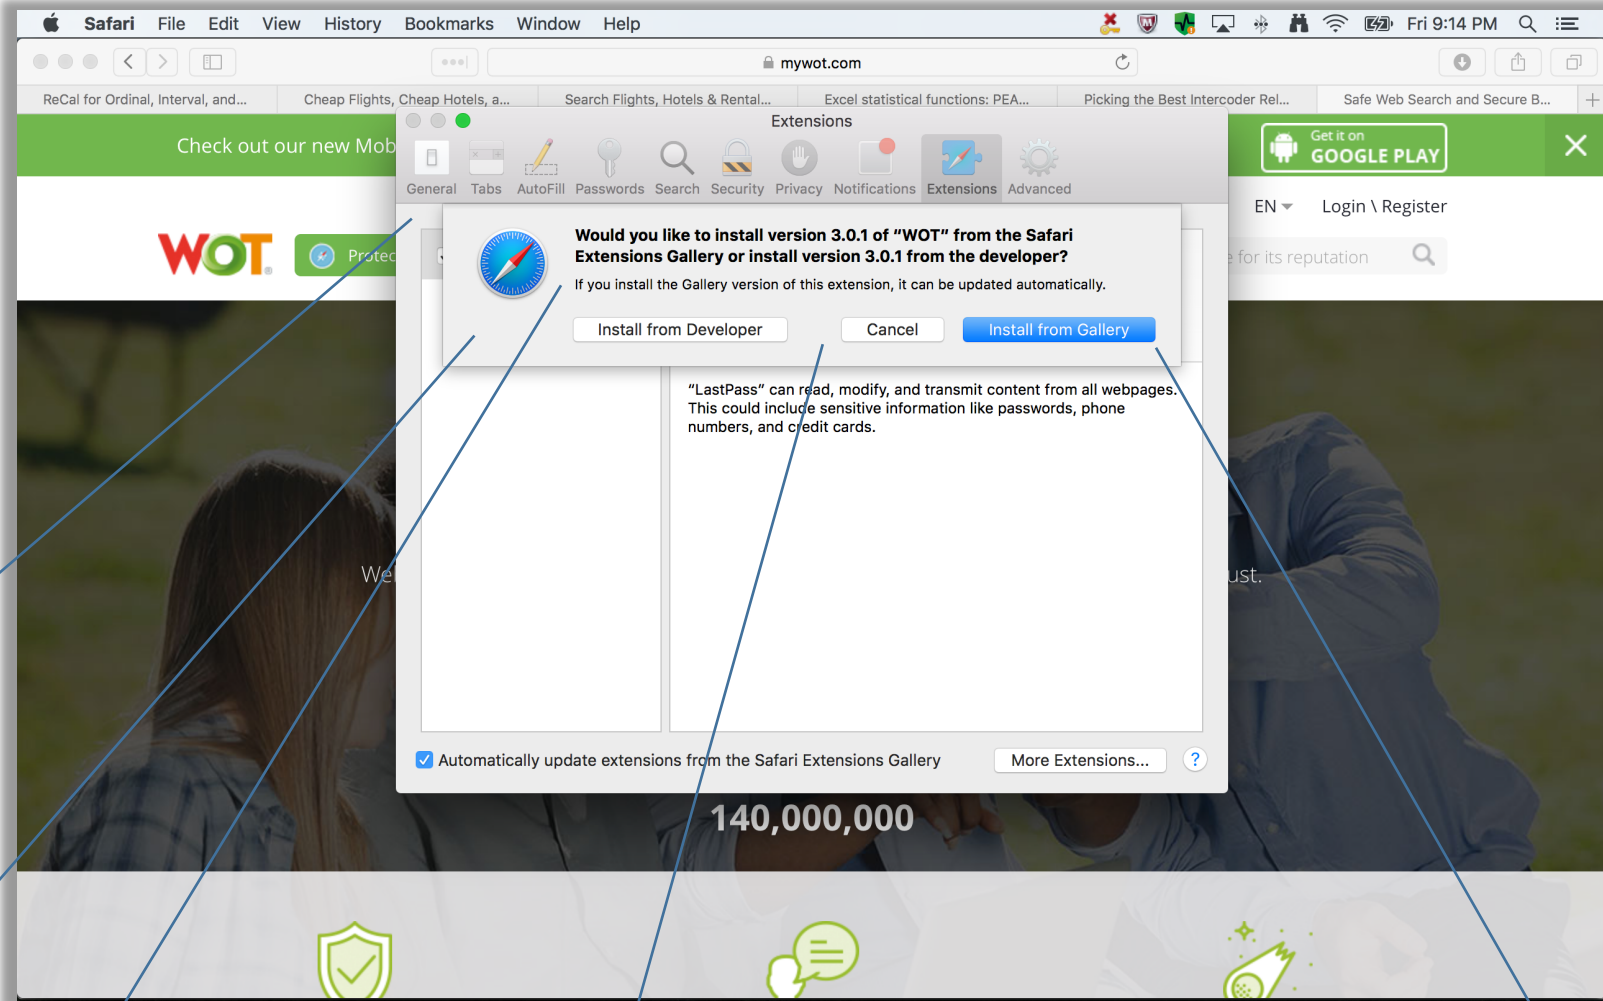 Safari File Edit View History Bookmarks Window Help Fri 9:14 PM
mywot.com
ReCal for Ordinal, Interval, and... Cheap Flights, Cheap Hotels, a... Search Flights, Hotels & Rental... Excel statistical functions: PEA... Picking the Best Intercoder Rel... Safe Web Search and Secure B...
Check out our new Mob
Get it on
GOOGLE PLAY
Extensions
General Tabs AutoFill Passwords Search Security Privacy Notifications Extensions Advanced
EN Login \ Register
WOT Protec
for its reputation
Would you like to install version 3.0.1 of “WOT” from the Safari
Extensions Gallery or install version 3.0.1 from the developer?
If you install the Gallery version of this extension, it can be updated automatically.
Install from Developer Cancel Install from Gallery
“LastPass” can read, modify, and transmit content from all webpages.
This could include sensitive information like passwords, phone
numbers, and credit cards.
We ust.
Automatically update extensions from the Safari Extensions Gallery More Extensions... ?
140,000,000